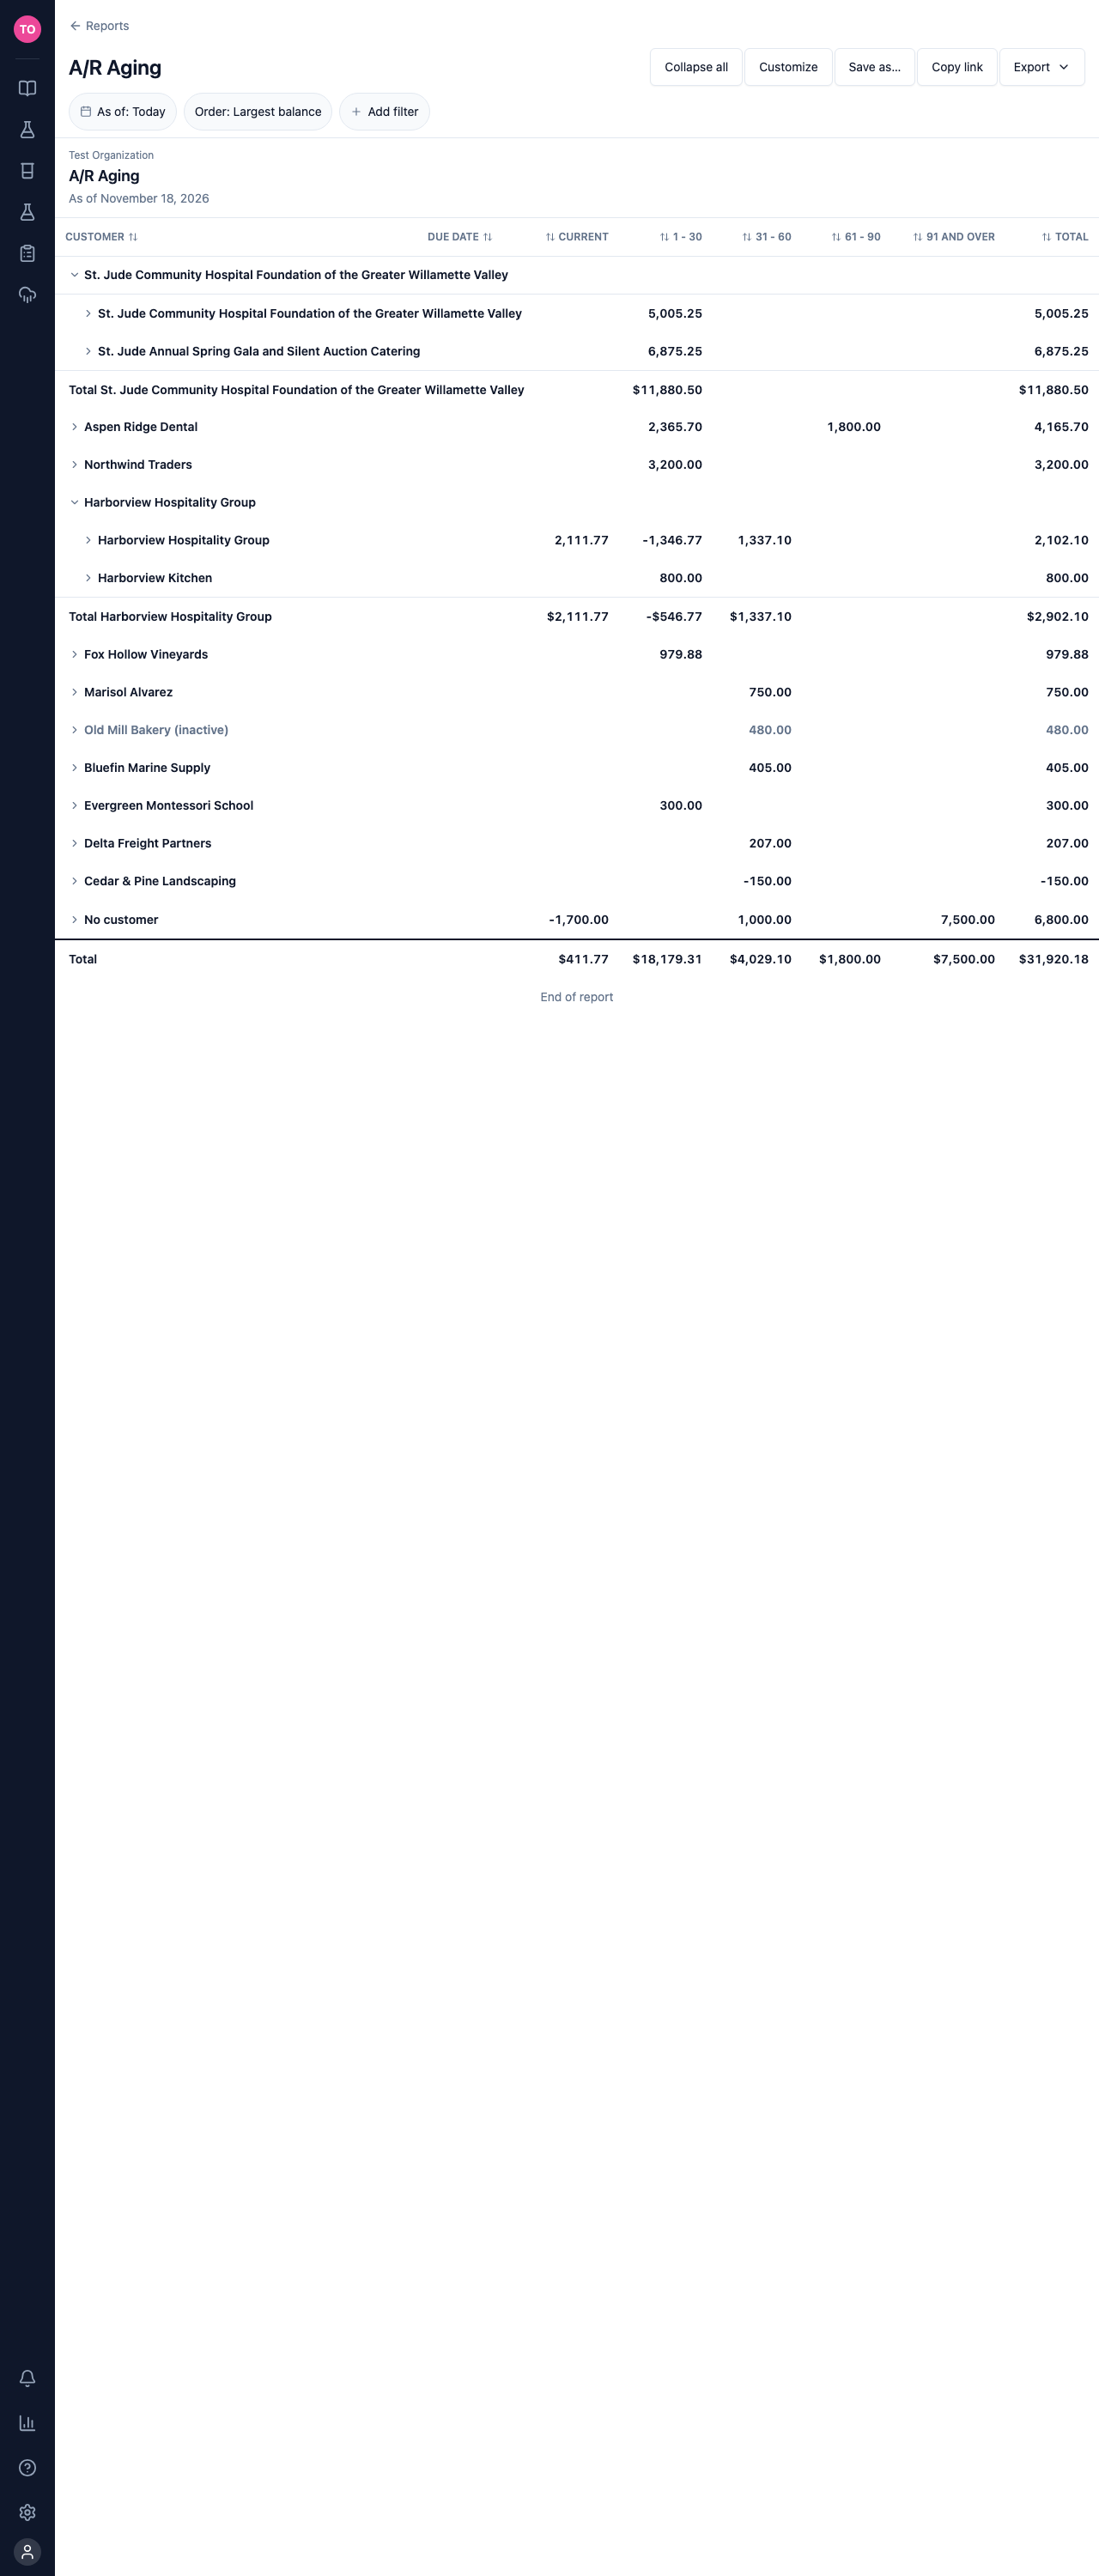 TO
Reports
A/R Aging
Collapse all Customize Save as... Copy link Export
As of: Today Order: Largest balance Add filter
Test Organization
A/R Aging
As of November 18, 2026
CUSTOMER DUE DATE CURRENT 1 - 30 31 - 60 61 - 90 91 AND OVER TOTAL
St. Jude Community Hospital Foundation of the Greater Willamette Valley
St. Jude Community Hospital Foundation of the Greater Willamette Valley 5,005.25 5,005.25
St. Jude Annual Spring Gala and Silent Auction Catering 6,875.25 6,875.25
Total St. Jude Community Hospital Foundation of the Greater Willamette Valley $11,880.50 $11,880.50
Aspen Ridge Dental 2,365.70 1,800.00 4,165.70
Northwind Traders 3,200.00 3,200.00
Harborview Hospitality Group
Harborview Hospitality Group 2,111.77 -1,346.77 1,337.10 2,102.10
Harborview Kitchen 800.00 800.00
Total Harborview Hospitality Group $2,111.77 -$546.77 $1,337.10 $2,902.10
Fox Hollow Vineyards 979.88 979.88
Marisol Alvarez 750.00 750.00
Old Mill Bakery (inactive) 480.00 480.00
Bluefin Marine Supply 405.00 405.00
Evergreen Montessori School 300.00 300.00
Delta Freight Partners 207.00 207.00
Cedar & Pine Landscaping -150.00 -150.00
No customer -1,700.00 1,000.00 7,500.00 6,800.00
Total $411.77 $18,179.31 $4,029.10 $1,800.00 $7,500.00 $31,920.18
End of report